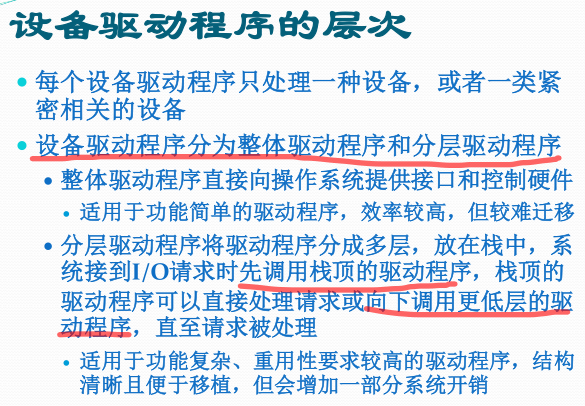 设备驱动程序的层次
每个设备驱动程序只处理一种设备，或者一类紧
密相关的设备
设备驱动程序分为整体驱动程序和分层驱动程序
整体驱动程序直接向操作系统提供接口和控制硬件
适用于功能简单的驱动程序，效率较高，但较难迁移
分层驱动程序将驱动程序分成多层，放在栈中，系
统接到I/O请求时先调用栈顶的驱动程序，栈顶的
驱动程序可以直接处理请求或向下调用更低层的驱
动程序，直至请求被处理
适用于功能复杂、重用性要求较高的驱动程序，结构
清晰且便于移植，但会增加一部分系统开销